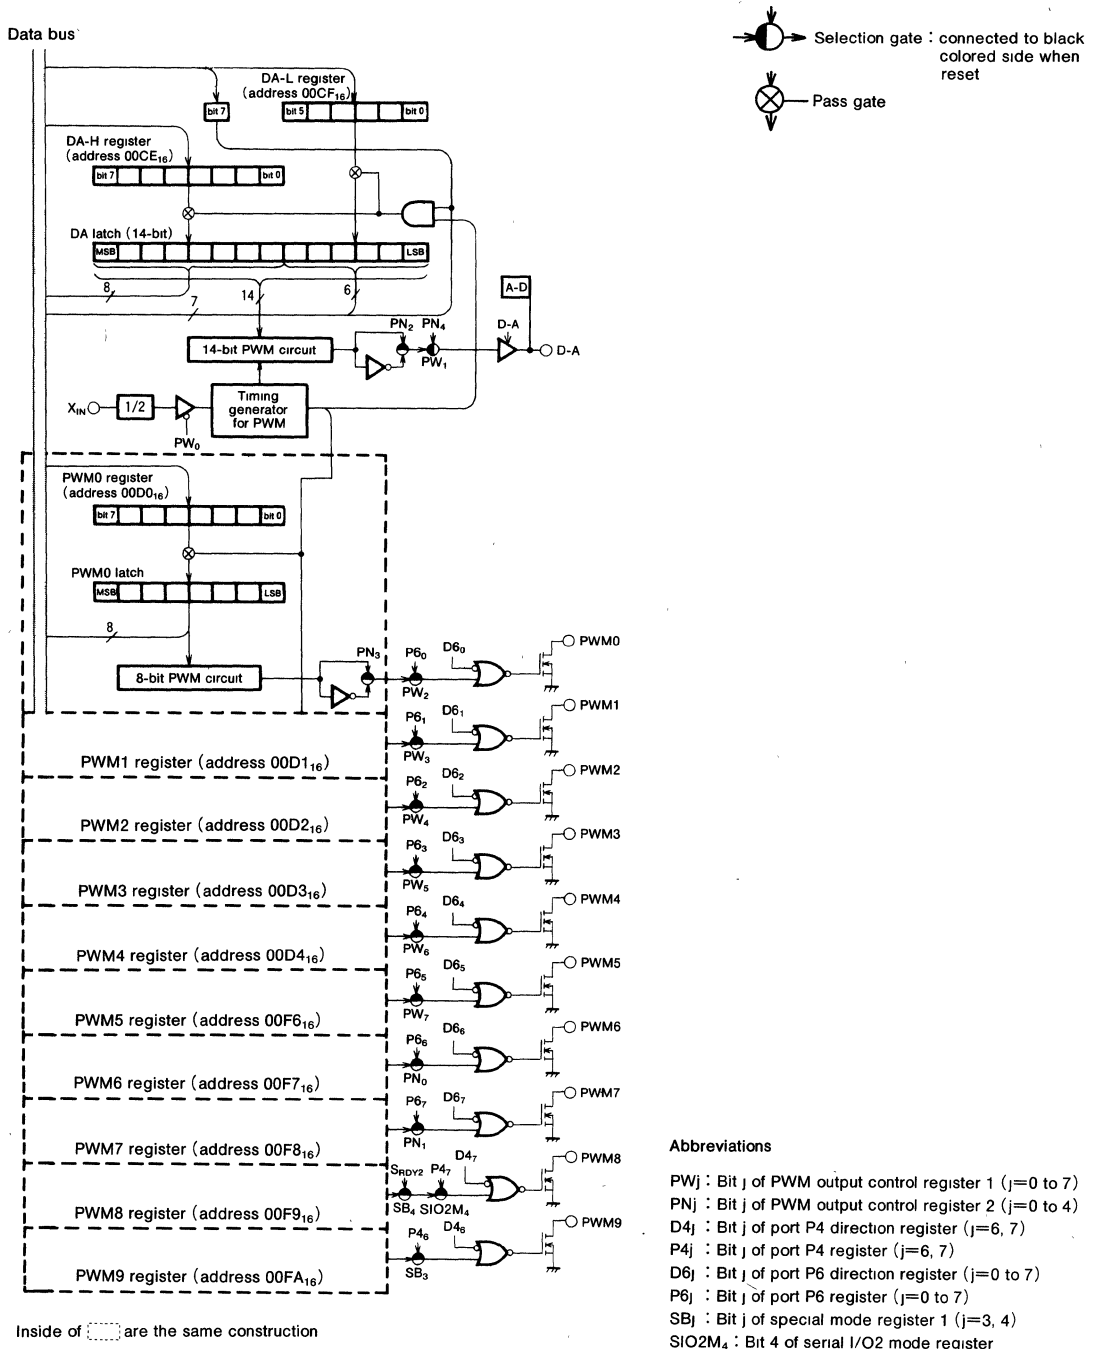 Data bus
Selection gate : connected to black
colored side when
reset
Pass gate
DA-L register
(address 00CF16)
bit 7
bit 5
bit 0
DA-H register
(address 00CE16)
bit 7
bit 0
DA latch (14-bit)
MSB
LSB
8
14
6
7
A-D
PN2
PN4
D-A
14-bit PWM circuit
PW1
D-A
XIN
1/2
Timing
generator
for PWM
PW0
PWM0 register
(address 00D016)
bit 7
bit 0
PWM0 latch
MSB
LSB
8
8-bit PWM circuit
PN3
P60
PW2
D60
PWM0
PWM1 register (address 00D116)
P61
PW3
D61
PWM1
PWM2 register (address 00D216)
P62
PW4
D62
PWM2
PWM3 register (address 00D316)
P63
PW5
D63
PWM3
PWM4 register (address 00D416)
P64
PW6
D64
PWM4
PWM5 register (address 00F616)
P65
PW7
D65
PWM5
PWM6 register (address 00F716)
P66
PN0
D66
PWM6
PWM7 register (address 00F816)
P67
PN1
D67
PWM7
PWM8 register (address 00F916)
SRDY2
P47
SB4
SIO2M4
D47
PWM8
PWM9 register (address 00FA16)
P46
SB3
D46
PWM9
Inside of are the same construction
Abbreviations
PWj : Bit j of PWM output control register 1 (j=0 to 7)
PNj : Bit j of PWM output control register 2 (j=0 to 4)
D4j : Bit j of port P4 direction register (j=6, 7)
P4j : Bit j of port P4 register (j=6, 7)
D6j : Bit j of port P6 direction register (j=0 to 7)
P6j : Bit j of port P6 register (j=0 to 7)
SBj : Bit j of special mode register 1 (j=3, 4)
SIO2M4 : Bit 4 of serial I/O2 mode register